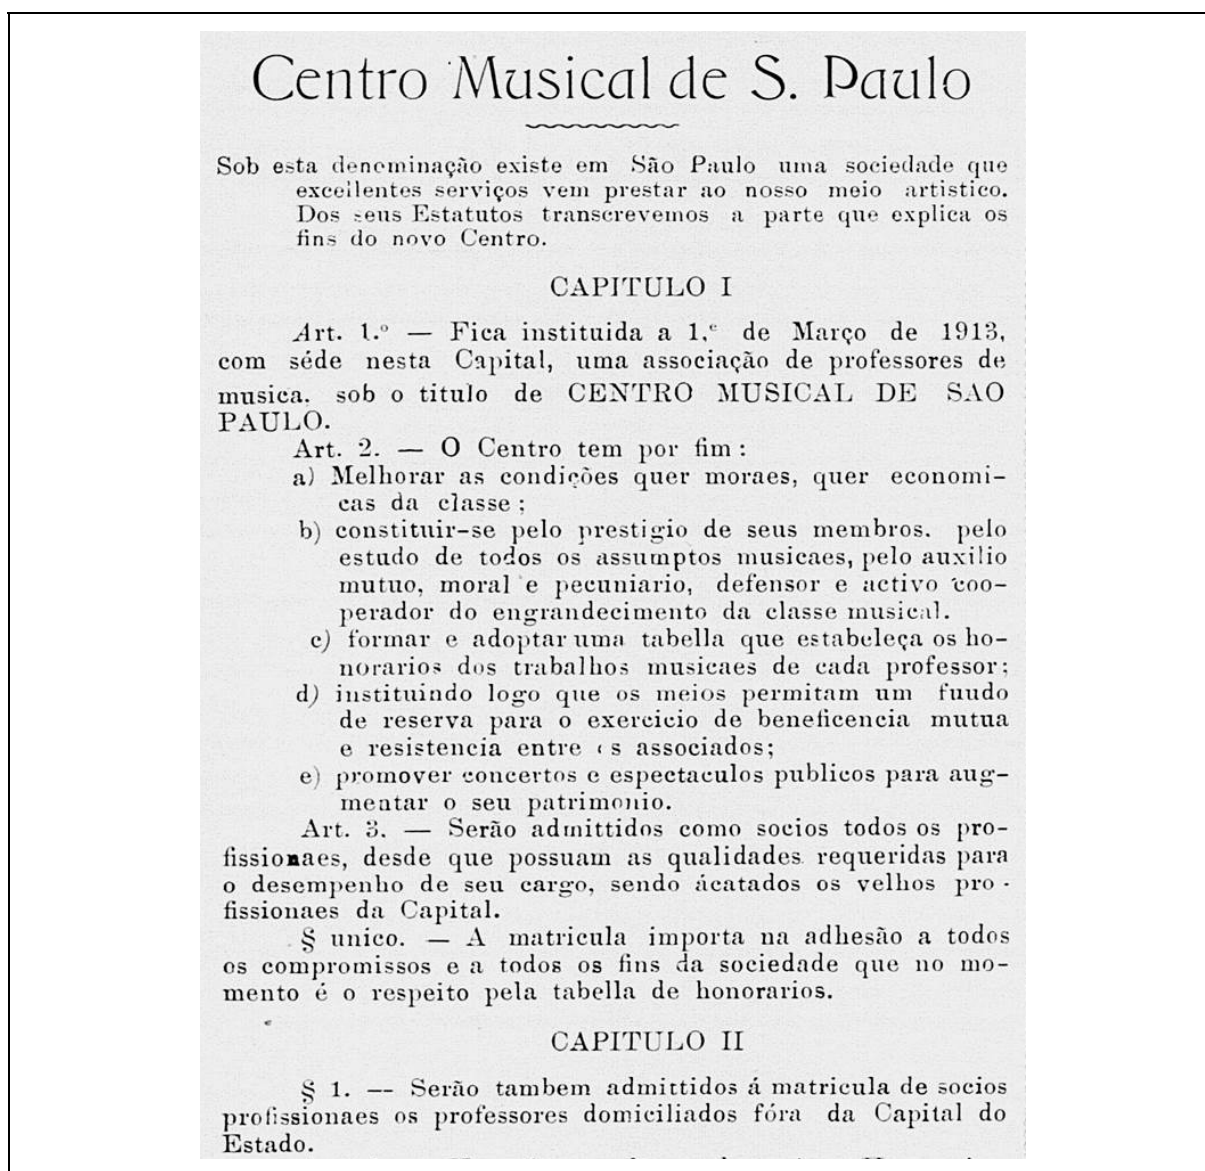 Centro Musical de S. Paulo
Sob esta denominação existe em São Paulo uma sociedade que
excellentes serviços vem prestar ao nosso meio artistico.
Dos seus Estatutos transcrevemos a parte que explica os
fins do novo Centro.
CAPITULO I
Art. 1.º — Fica instituida a 1.º de Março de 1913,
com séde nesta Capital, uma associação de professores de
musica. sob o titulo de CENTRO MUSICAL DE SAO
PAULO.
Art. 2. — O Centro tem por fim :
a) Melhorar as condições quer moraes, quer economi-
cas da classe ;
b) constituir-se pelo prestigio de seus membros. pelo
estudo de todos os assumptos musicaes, pelo auxilio
mutuo, moral e pecuniario, defensor e activo coo-
perador do engrandecimento da classe musical.
c) formar e adoptar uma tabella que estabeleça os ho-
norarios dos trabalhos musicaes de cada professor;
d) instituindo logo que os meios permitam um fuudo
de reserva para o exercicio de beneficencia mutua
e resistencia entre os associados;
e) promover concertos e espectaculos publicos para aug-
mentar o seu patrimonio.
Art. 3. — Serão admittidos como socios todos os pro-
fissionaes, desde que possuam as qualidades requeridas para
o desempenho de seu cargo, sendo ácatados os velhos pro-
fissionaes da Capital.
§ unico. — A matricula importa na adhesão a todos
os compromissos e a todos os fins da sociedade que no mo-
mento é o respeito pela tabella de honorarios.
CAPITULO II
§ 1. — Serão tambem admittidos á matricula de socios
profissionaes os professores domiciliados fóra da Capital do
Estado.